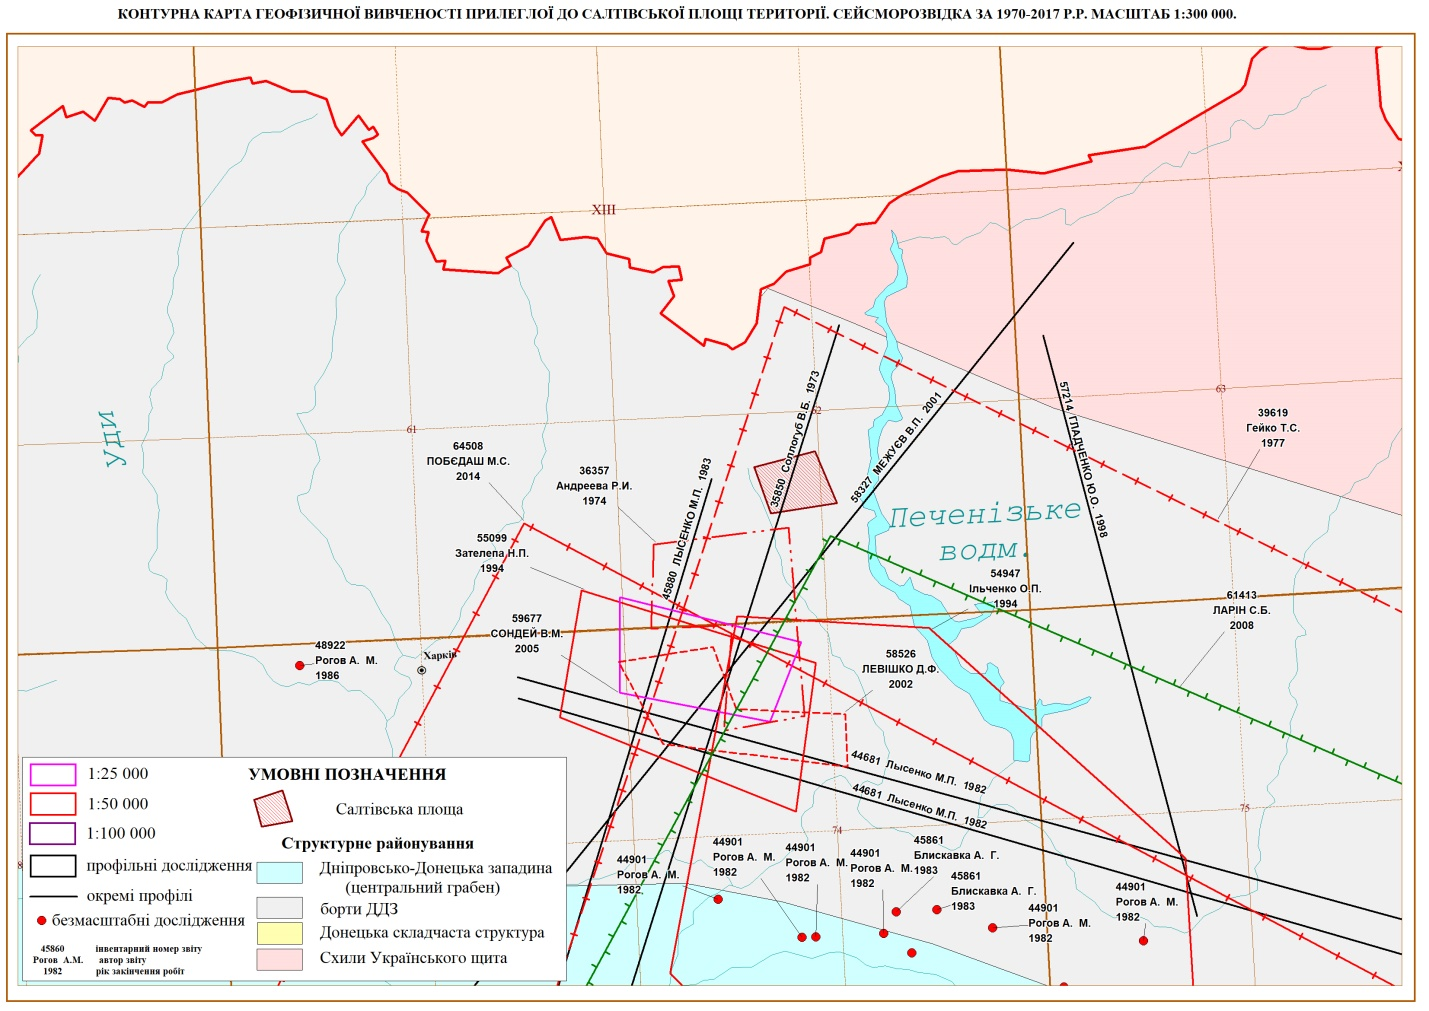 КОНТУРНА КАРТА ГЕОФІЗИЧНОЇ ВИВЧЕНОСТІ ПРИЛЕГЛОЇ ДО САЛТІВСЬКОЇ ПЛОЩІ ТЕРИТОРІЇ. СЕЙСМОРОЗВІДКА ЗА 1970-2017 Р.Р. МАСШТАБ 1:300 000.
XIII
63
62
61
уди
39619
Гейко Т.С.
1977
57214 ГЛАДЧЕНКО Ю.О. 1998
35850 Соллогуб В.Б. 1973
58327 МЕЖУЄВ В.П. 2001
45880 ЛЫСЕНКО М.П. 1983
64508
ПОБЄДАШ М.С.
2014
36357
Андреева Р.И.
1974
Печенізьке
водм.
55099
Зателепа Н.П.
1994
54947
Ільченко О.П.
1994
61413
ЛАРІН С.Б.
2008
59677
СОНДЕЙ В.М.
2005
48922
Рогов А. М.
1986
Харків
58526
ЛЕВІШКО Д.Ф.
2002
44681 Лысенко М.П. 1982
44681 Лысенко М.П. 1982
74
75
44901
Рогов А. М.
1982
44901
Рогов А. М.
1982
44901
Рогов А. М.
1982
44901
Рогов А. М.
1982
45861
Блискавка А. Г.
1983
45861
Блискавка А. Г.
1983
44901
Рогов А. М.
1982
44901
Рогов А. М.
1982
УМОВНІ ПОЗНАЧЕННЯ
1:25 000
1:50 000
1:100 000
профільні дослідження
окремі профілі
безмасштабні дослідження
45860 інвентарний номер звіту
Рогов А.М. автор звіту
1982 рік закінчення робіт
Салтівська площа
Структурне районування
Дніпровсько-Донецька западина
(центральний грабен)
борти ДДЗ
Донецька складчаста структура
Схили Українського щита